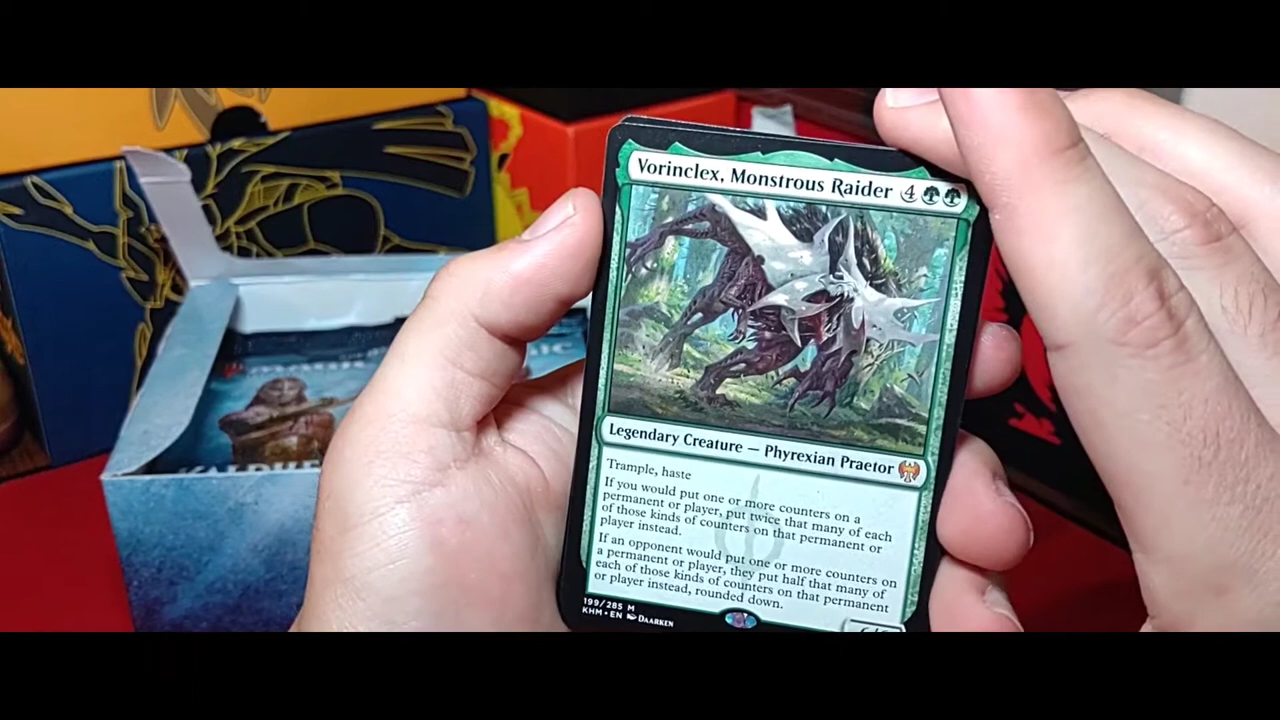 Vorinclex, Monstrous Raider 4
Legendary Creature — Phyrexian Praetor
Trample, haste
If you would put one or more counters on a
permanent or player, put twice that many of each
of those kinds of counters on that permanent or
player instead.
If an opponent would put one or more counters on
a permanent or player, they put half that many of
each of those kinds of counters on that permanent
or player instead, rounded down.
199/285 M
KHM • EN DAARKEN